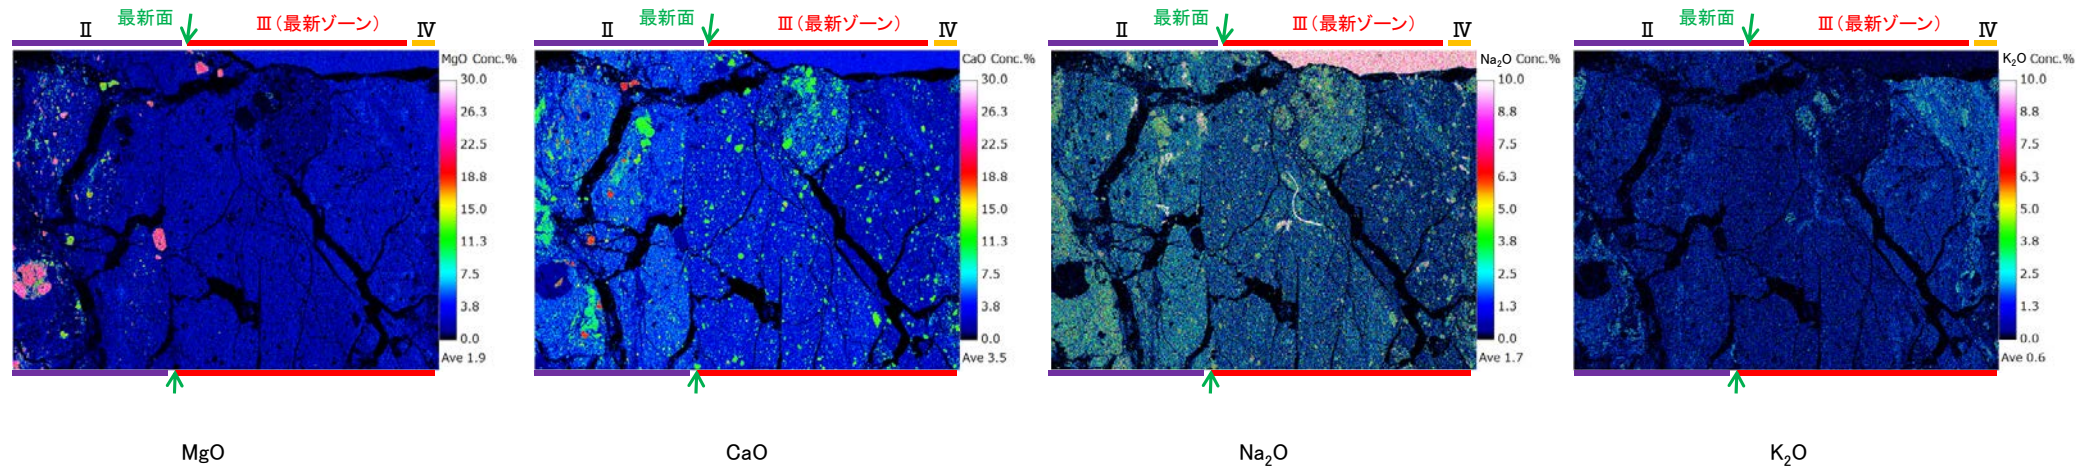 Ⅱ 最新面 Ⅲ(最新ゾーン) Ⅳ
MgO Conc.%
30.0
26.3
22.5
18.8
15.0
11.3
7.5
3.8
0.0
Ave 1.9
MgO
Ⅱ 最新面 Ⅲ(最新ゾーン) Ⅳ
CaO Conc.%
30.0
26.3
22.5
18.8
15.0
11.3
7.5
3.8
0.0
Ave 3.5
CaO
Ⅱ 最新面 Ⅲ(最新ゾーン) Ⅳ
Na₂O Conc.%
10.0
8.8
7.5
6.3
5.0
3.8
2.5
1.3
0.0
Ave 1.7
Na₂O
Ⅱ 最新面 Ⅲ(最新ゾーン) Ⅳ
K₂O Conc.%
10.0
8.8
7.5
6.3
5.0
3.8
2.5
1.3
0.0
Ave 0.6
K₂O